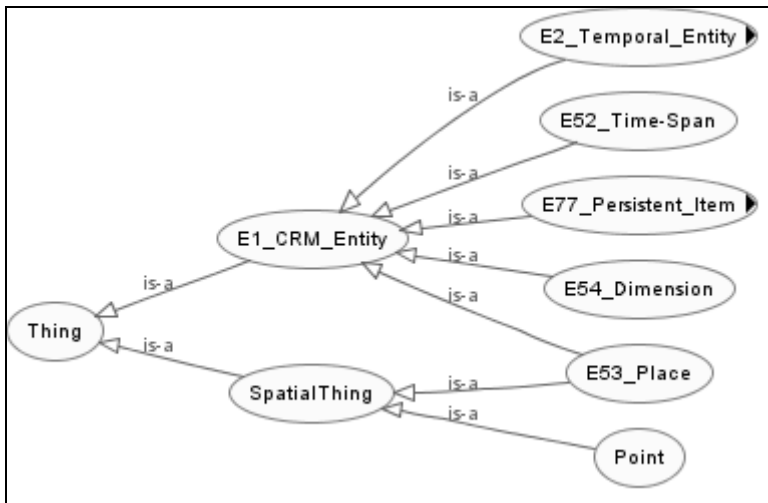 E2_Temporal_Entity
is-a
E52_Time-Span
is-a
E77_Persistent_Item
is-a
E1_CRM_Entity
is-a
E54_Dimension
is-a
is-a
Thing
is-a
E53_Place
is-a
SpatialThing
is-a
Point